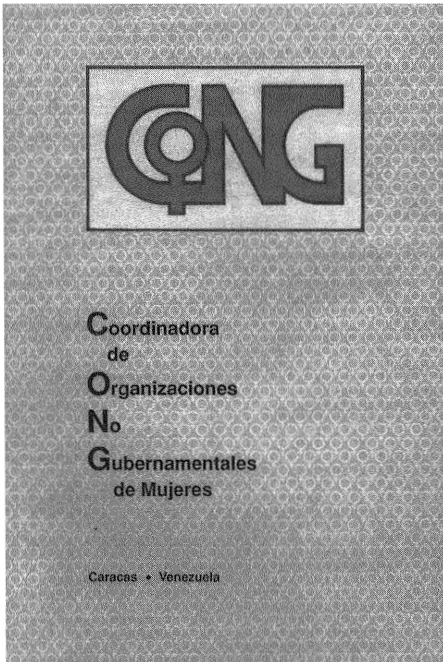 CONG
Coordinadora
de
Organizaciones
No
Gubernamentales
de Mujeres
Caracas • Venezuela